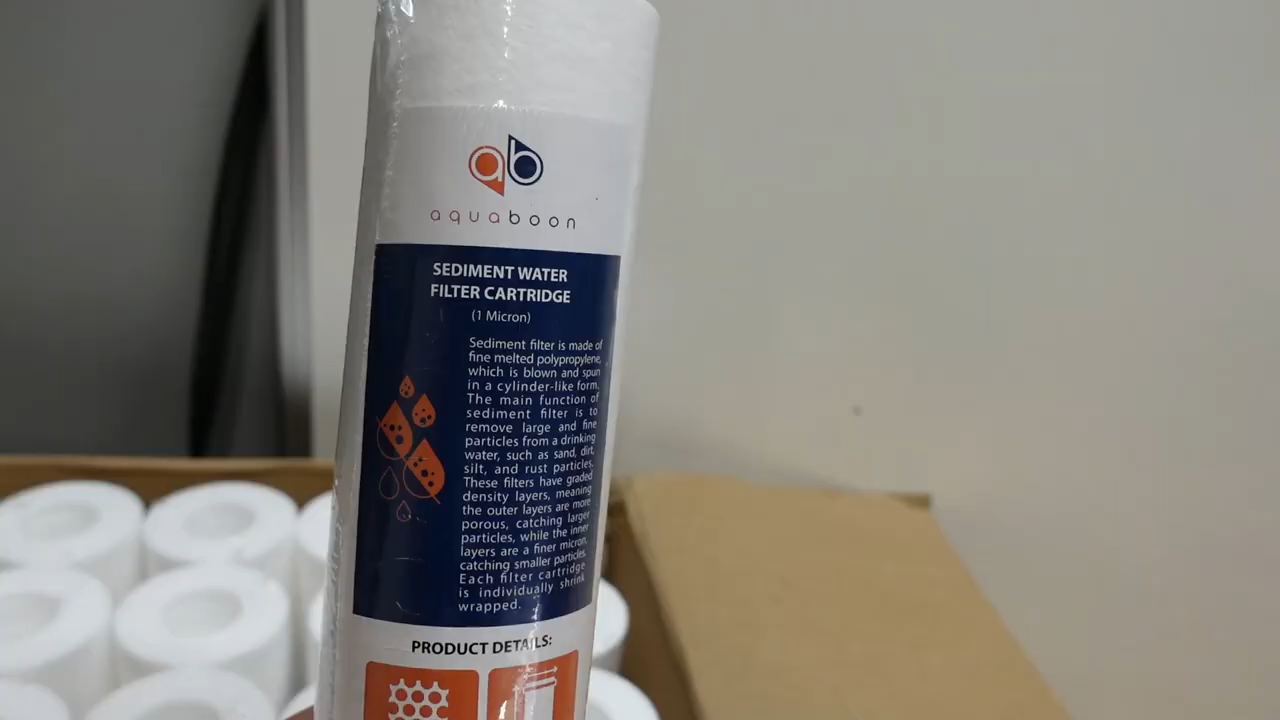 ab
aquaboon
SEDIMENT WATER
FILTER CARTRIDGE
(1 Micron)
Sediment filter is made of
fine melted polypropylene,
which is blown and spun
in a cylinder-like form.
The main function of
sediment filter is to
remove large and fine
particles from a drinking
water, such as sand, dirt,
silt, and rust particles.
These filters have graded
density layers, meaning
the outer layers are more
porous, catching larger
particles, while the inner
layers are a finer micron,
catching smaller particles.
Each filter cartridge
is individually shrink
wrapped.
PRODUCT DETAILS: